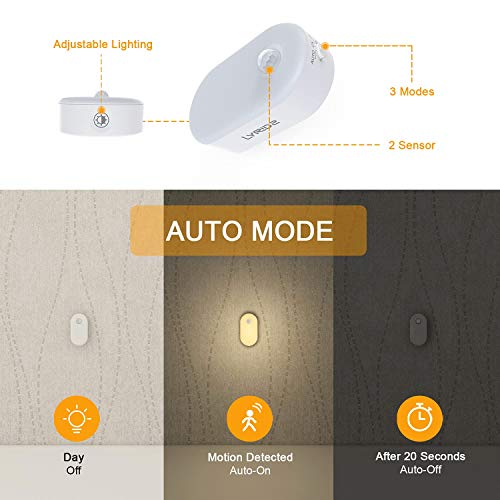 Adjustable Lighting
3 Modes
2 Sensor
AUTO MODE
Day
Off
Motion Detected
Auto-On
After 20 Seconds
Auto-Off